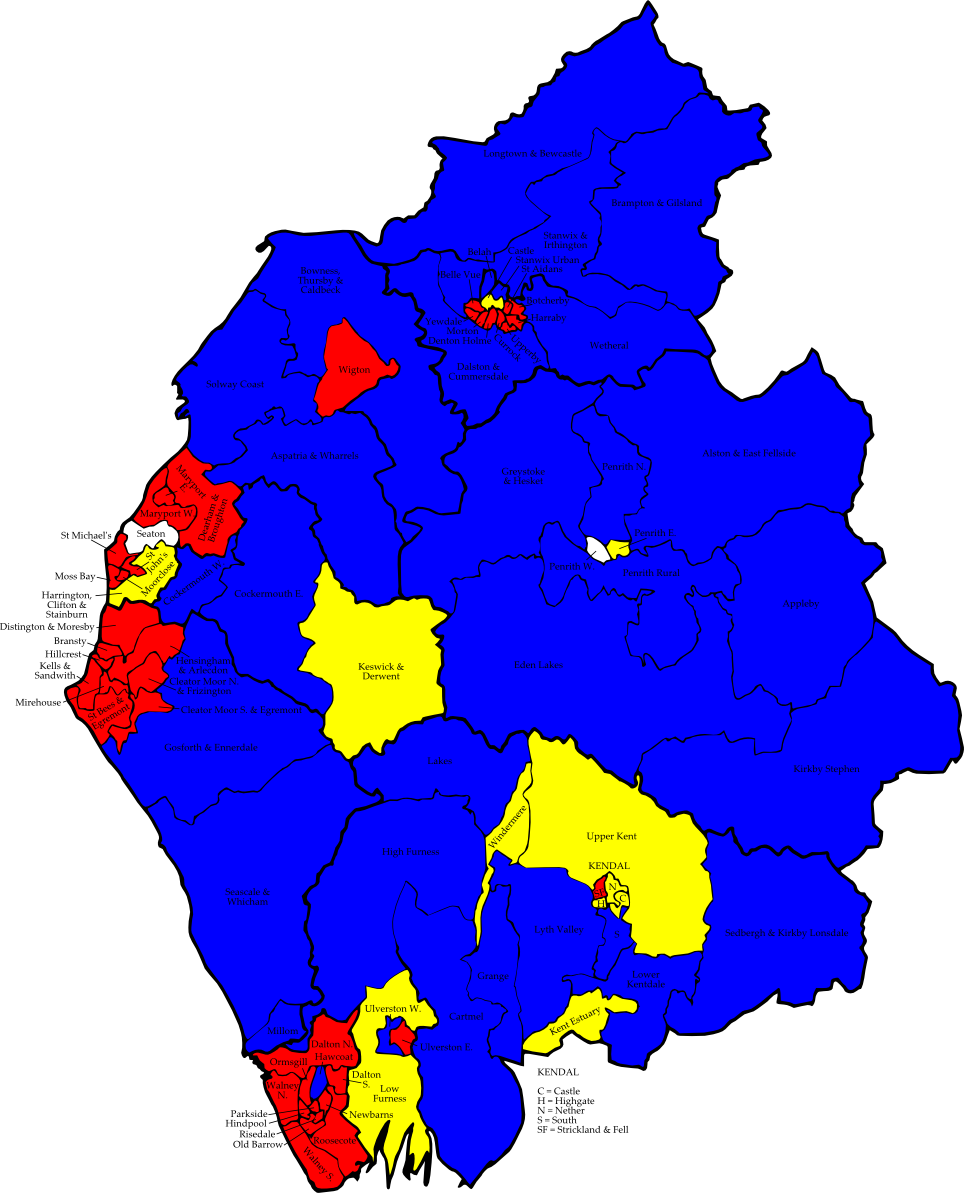 Longtown & Bewcastle
Brampton & Gilsland
Stanwix &
Irthington
Belah
Castle
Stanwix Urban
St Aidans
Belle Vue
Botcherby
Harraby
Yewdale
Morton
Denton Holme
Currock
Upperby
Wetheral
Dalston &
Cummersdale
Bowness,
Thursby &
Caldbeck
Wigton
Solway Coast
Aspatria & Wharrels
Greystoke
& Hesket
Penrith N.
Alston & East Fellside
Maryport
E.
Maryport W.
Dearham &
Broughton
St Michael's
Seaton
St
John's
Moorclose
Moss Bay
Harrington,
Clifton &
Stainburn
Cockermouth W.
Cockermouth E.
Penrith E.
Penrith W.
Penrith Rural
Appleby
Distington & Moresby
Bransty
Hillcrest
Kells &
Sandwith
Mirehouse
Hensingham
& Arlecdon
Cleator Moor N.
& Frizington
St Bees &
Egremont
Cleator Moor S. & Egremont
Keswick &
Derwent
Eden Lakes
Gosforth & Ennerdale
Lakes
Kirkby Stephen
Windermere
Upper Kent
High Furness
KENDAL
SF
N
C
H
S
Seascale &
Whicham
Lyth Valley
Sedbergh & Kirkby Lonsdale
Grange
Lower
Kentdale
Ulverston W.
Cartmel
Kent Estuary
Millom
Ulverston E.
Dalton N.
Hawcoat
Ormsgill
Walney
N.
Dalton
S.
Low
Furness
Parkside
Hindpool
Risedale
Old Barrow
Newbarns
Roosecote
Walney S.
KENDAL
C = Castle
H = Highgate
N = Nether
S = South
SF = Strickland & Fell